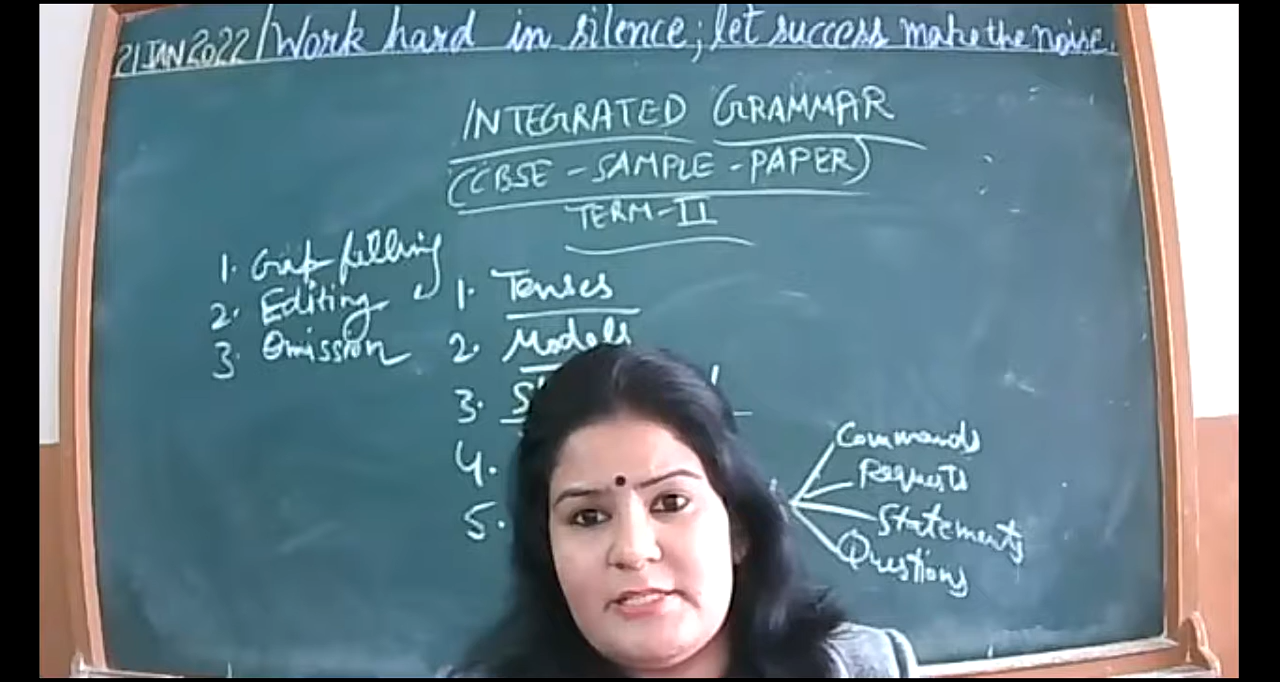 21 JAN 2022 / Work hard in silence; let success make the noise.
INTEGRATED GRAMMAR
(CBSE - SAMPLE - PAPER)
TERM-II
1. Gap filling
2. Editing
3. Omission
1. Tenses
2. Models
3. S
4.
5.
Commands
Requests
Statements
Questions